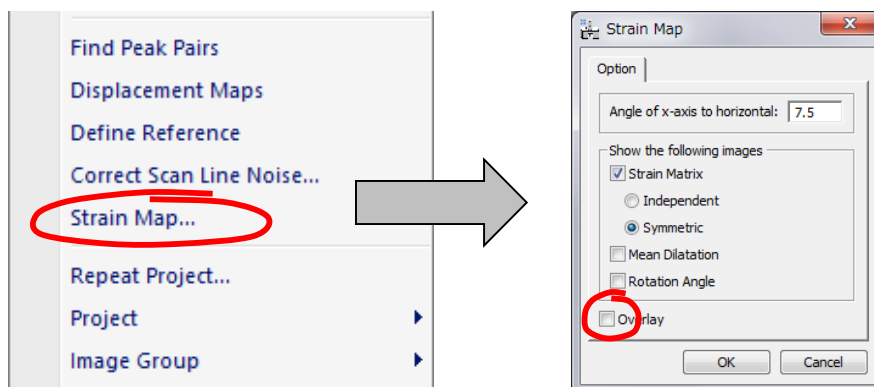 Find Peak Pairs
Displacement Maps
Define Reference
Correct Scan Line Noise...
Strain Map...
Repeat Project...
Project
Image Group
Strain Map
Option
Angle of x-axis to horizontal: 7.5
Show the following images
Strain Matrix
Independent
Symmetric
Mean Dilatation
Rotation Angle
Overlay
OK Cancel